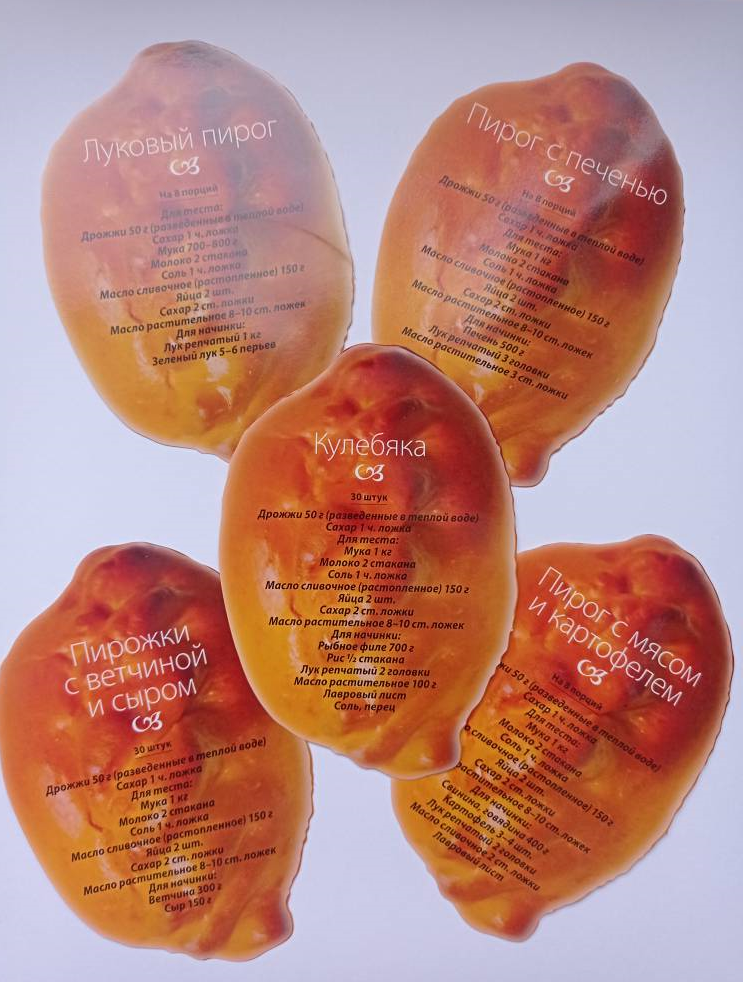 Луковый пирог
На 8 порций
Для теста:
Дрожжи 50 г (разведенные в теплой воде)
Сахар 1 ч. ложка
Мука 700–800 г
Молоко 2 стакана
Соль 1 ч. ложка
Масло сливочное (растопленное) 150 г
Яйца 2 шт.
Сахар 2 ст. ложки
Масло растительное 8–10 ст. ложек
Для начинки:
Лук репчатый 1 кг
Зеленый лук 5–6 перьев
Пирог с печенью
На 8 порций
Дрожжи 50 г (разведенные в теплой воде)
Сахар 1 ч. ложка
Для теста:
Мука 1 кг
Молоко 2 стакана
Соль 1 ч. ложка
Масло сливочное (растопленное) 150 г
Яйца 2 шт.
Сахар 2 ст. ложки
Масло растительное 8–10 ст. ложек
Для начинки:
Печень 500 г
Лук репчатый 3 головки
Масло растительное 3 ст. ложки
Кулебяка
30 штук
Дрожжи 50 г (разведенные в теплой воде)
Сахар 1 ч. ложка
Для теста:
Мука 1 кг
Молоко 2 стакана
Соль 1 ч. ложка
Масло сливочное (растопленное) 150 г
Яйца 2 шт.
Сахар 2 ст. ложки
Масло растительное 8–10 ст. ложек
Для начинки:
Рыбное филе 700 г
Рис ½ стакана
Лук репчатый 2 головки
Масло растительное 100 г
Лавровый лист
Соль, перец
Пирожки
с ветчиной
и сыром
30 штук
Дрожжи 50 г (разведенные в теплой воде)
Сахар 1 ч. ложка
Для теста:
Мука 1 кг
Молоко 2 стакана
Соль 1 ч. ложка
Масло сливочное (растопленное) 150 г
Яйца 2 шт.
Сахар 2 ст. ложки
Масло растительное 8–10 ст. ложек
Для начинки:
Ветчина 300 г
Сыр 150 г
Пирог с мясом
и картофелем
На 8 порций
50 г (разведенные в теплой воде)
Сахар 1 ч. ложка
Для теста:
Мука 1 кг
Молоко 2 стакана
Соль 1 ч. ложка
сливочное (растопленное) 150 г
Яйца 2 шт.
Сахар 2 ст. ложки
растительное 8–10 ст. ложек
Для начинки:
Свинина, говядина 400 г
Картофель 3–4 шт.
Лук репчатый 2 головки
Масло сливочное 2 ст. ложки
Лавровый лист